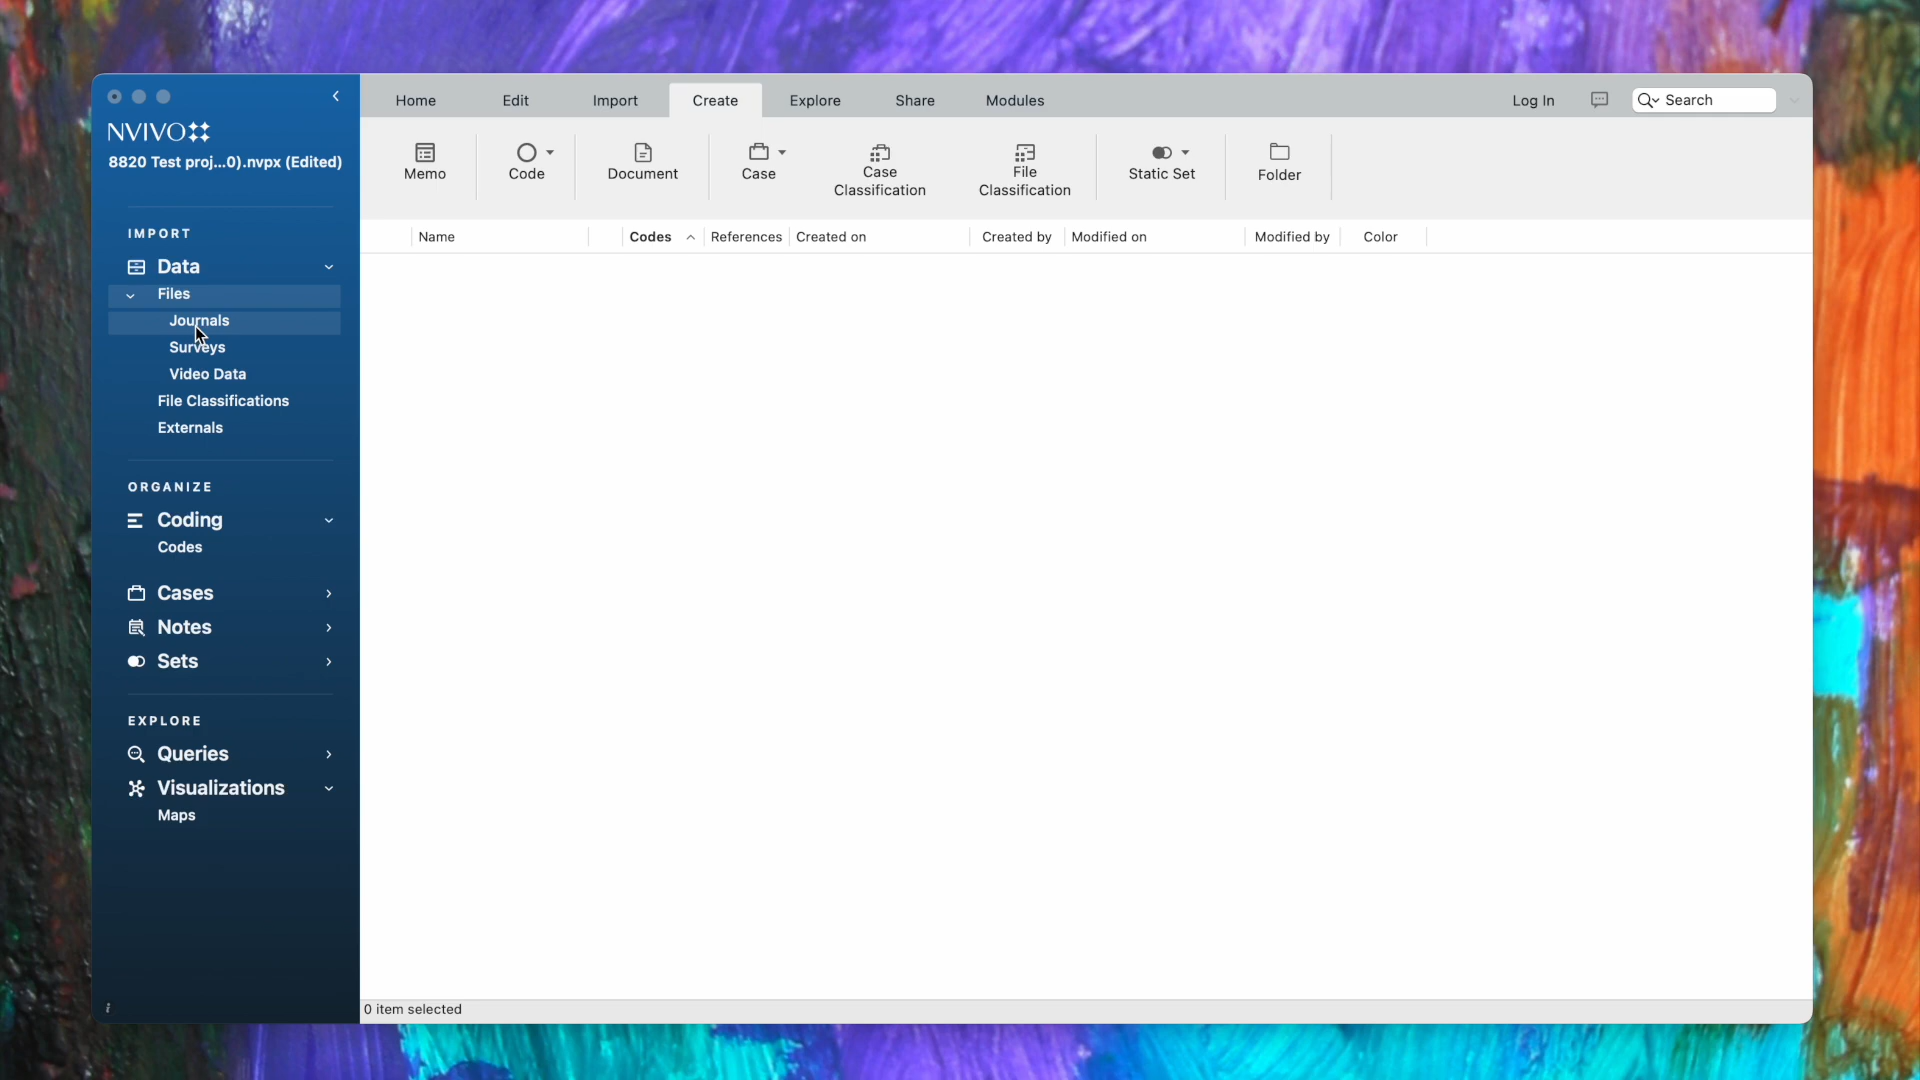 Home Edit Import Create Explore Share Modules Log In Search
NVIVO
8820 Test proj...0).nvpx (Edited)
Memo Code Document Case Case Classification File Classification Static Set Folder
IMPORT
Data
Files
Journals
Surveys
Video Data
File Classifications
Externals
ORGANIZE
Coding
Codes
Cases
Notes
Sets
EXPLORE
Queries
Visualizations
Maps
i
Name Codes References Created on Created by Modified on Modified by Color
0 item selected